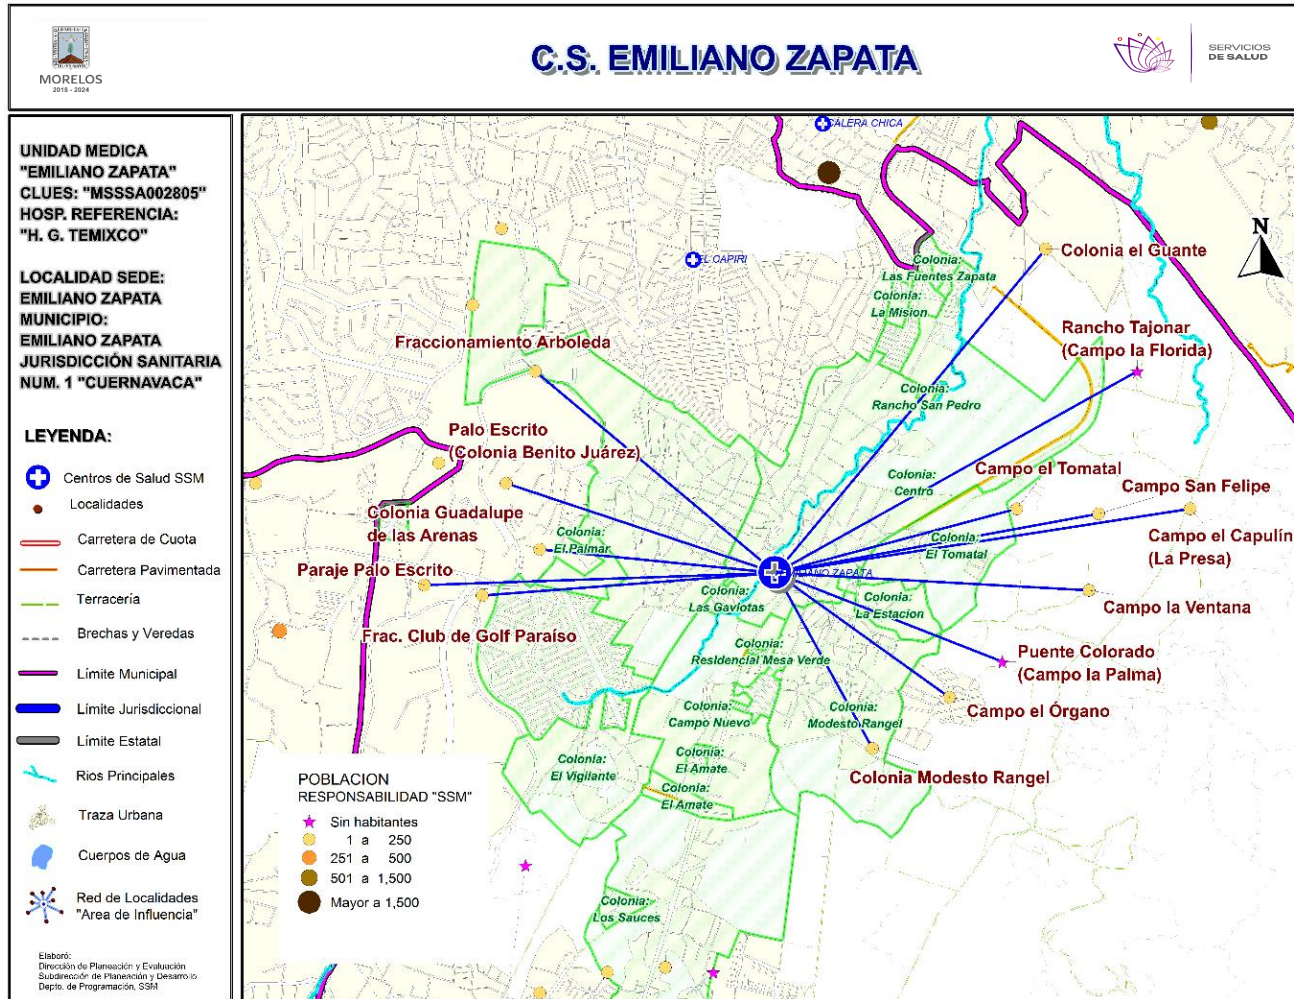 MORELOS
2018 - 2024
C.S. EMILIANO ZAPATA
SERVICIOS
DE SALUD
UNIDAD MEDICA
"EMILIANO ZAPATA"
CLUES: "MSSSA002805"
HOSP. REFERENCIA:
"H. G. TEMIXCO"
LOCALIDAD SEDE:
EMILIANO ZAPATA
MUNICIPIO:
EMILIANO ZAPATA
JURISDICCIÓN SANITARIA
NUM. 1 "CUERNAVACA"
LEYENDA:
Centros de Salud SSM
Localidades
Carretera de Cuota
Carretera Pavimentada
Terracería
Brechas y Veredas
Límite Municipal
Límite Jurisdiccional
Límite Estatal
Rios Principales
Traza Urbana
Cuerpos de Agua
Red de Localidades
"Area de Influencia"
Elaboró:
Dirección de Planeación y Evaluación
Subdirección de Planeación y Desarrollo
Depto. de Programación, SSM
CALERA CHICA
EL CAPIRI
N
Colonia el Guante
Colonia:
Las Fuentes Zapata
Colonia:
La Mision
Rancho Tajonar
(Campo la Florida)
Fraccionamiento Arboleda
Colonia:
Rancho San Pedro
Palo Escrito
(Colonia Benito Juárez)
Colonia:
Centro
Campo el Tomatal
Campo San Felipe
Colonia Guadalupe
de las Arenas
Colonia:
El Palmar
Colonia:
El Tomatal
Campo el Capulín
(La Presa)
Paraje Palo Escrito
ZAPATA
Colonia:
Las Gaviotas
Colonia:
La Estacion
Campo la Ventana
Frac. Club de Golf Paraíso
Colonia:
Residencial Mesa Verde
Puente Colorado
(Campo la Palma)
Colonia:
Campo Nuevo
Colonia:
Modesto Rangel
Campo el Órgano
Colonia:
El Vigilante
Colonia:
El Amate
Colonia:
El Amate
Colonia Modesto Rangel
POBLACION
RESPONSABILIDAD "SSM"
Sin habitantes
1 a 250
251 a 500
501 a 1,500
Mayor a 1,500
Colonia:
Los Sauces